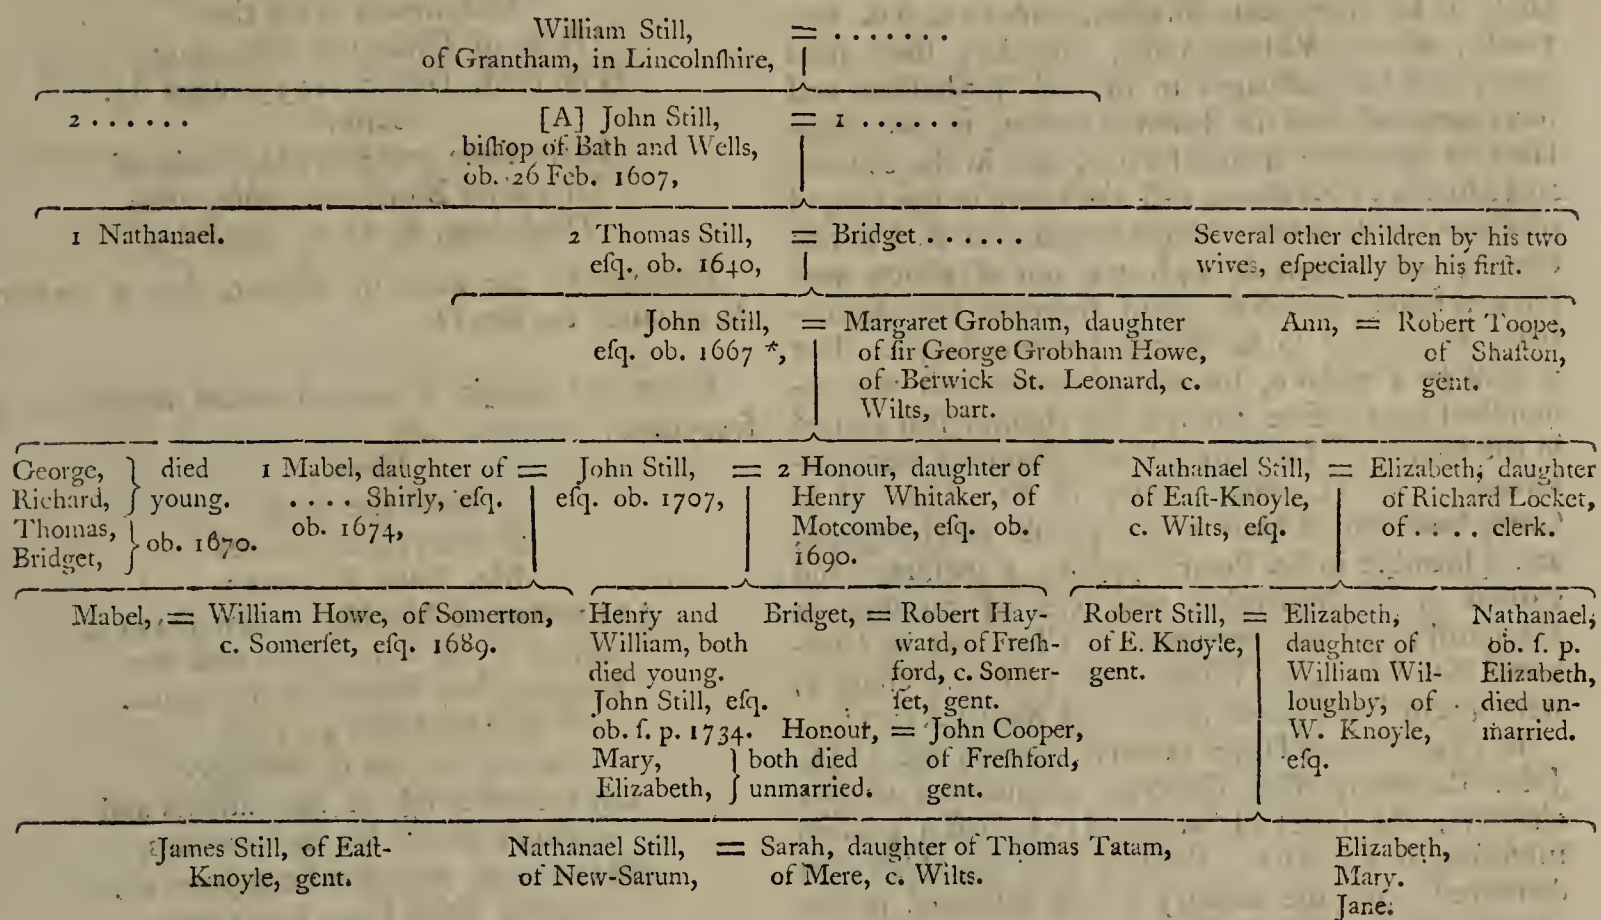 William Still,
of Grantham, in Lincolnſhire,
= . . . . . . .
2 . . . . . .
[A] John Still,
biſhop of Bath and Wells,
ob. 26 Feb. 1607,
= 1 . . . . . .
1 Nathanael.
2 Thomas Still,
eſq. ob. 1640,
= Bridget . . . . . .
Several other children by his two
wives, eſpecially by his firſt.
John Still,
eſq. ob. 1667 *,
= Margaret Grobham, daughter
of ſir George Grobham Howe,
of Berwick St. Leonard, c.
Wilts, bart.
Ann, = Robert Toope,
of Shaſton,
gent.
George,
Richard,
} died
young.
Thomas,
Bridget,
} ob. 1670.
1 Mabel, daughter of
. . . . Shirly, eſq.
ob. 1674,
=
John Still,
eſq. ob. 1707,
= 2 Honour, daughter of
Henry Whitaker, of
Motcombe, eſq. ob.
1690.
Nathanael Still,
of Eaſt-Knoyle,
c. Wilts, eſq.
= Elizabeth, daughter
of Richard Locket,
of . . . . clerk.
Mabel, = William Howe, of Somerton,
c. Somerſet, eſq. 1689.
Henry and
William, both
died young.
John Still, eſq.
ob. ſ. p. 1734.
Mary,
Elizabeth,
} both died
unmarried.
Bridget, = Robert Hay-
ward, of Freſh-
ford, c. Somer-
ſet, gent.
Honour, = John Cooper,
of Freſhford,
gent.
Robert Still,
of E. Knoyle,
gent.
= Elizabeth,
daughter of
William Wil-
loughby, of
W. Knoyle,
eſq.
Nathanael,
ob. ſ. p.
Elizabeth,
died un-
married.
James Still, of Eaſt-
Knoyle, gent.
Nathanael Still,
of New-Sarum,
= Sarah, daughter of Thomas Tatam,
of Mere, c. Wilts.
Elizabeth,
Mary.
Jane.